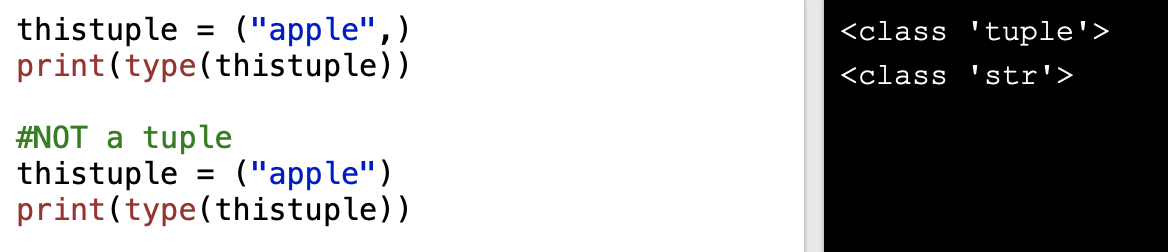 thistuple = ("apple",)
print(type(thistuple))

#NOT a tuple
thistuple = ("apple")
print(type(thistuple))
<class 'tuple'>
<class 'str'>